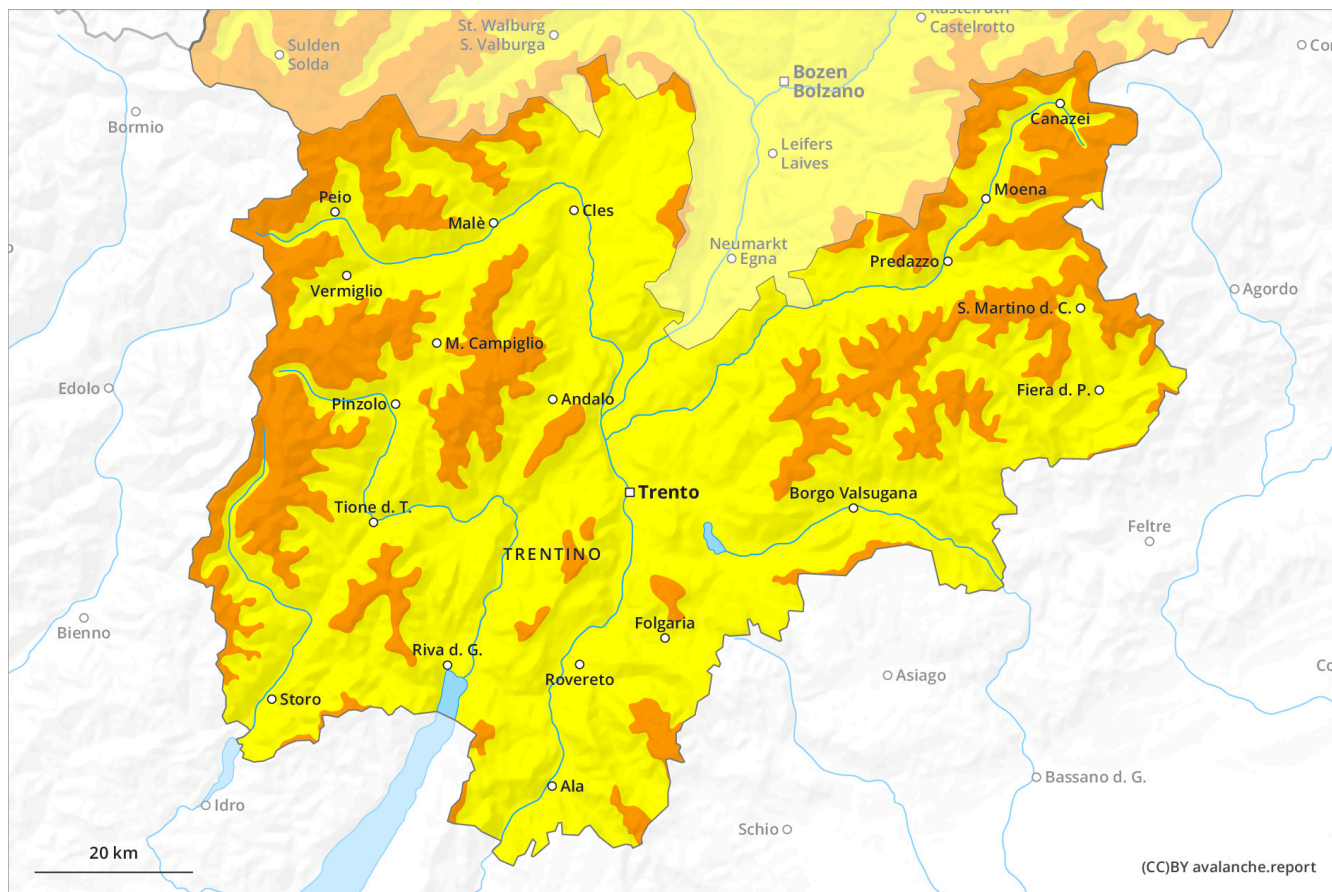 Kastelruth
Castelrotto
St. Walburg
S. Valburga
Sulden
Solda
Bozen
Bolzano
Bormio
Canazei
Leifers
Laives
Peio
Moena
Malè
Cles
Neumarkt
Egna
Predazzo
Vermiglio
Agordo
S. Martino d. C.
M. Campiglio
Edolo
Fiera d. P.
Pinzolo
Andalo
Trento
Borgo Valsugana
Tione d. T.
Feltre
TRENTINO
Bienno
Folgaria
Riva d. G.
Rovereto
Asiago
Storo
Bassano d. G.
Ala
Idro
Schio
20 km
(CC)BY avalanche.report